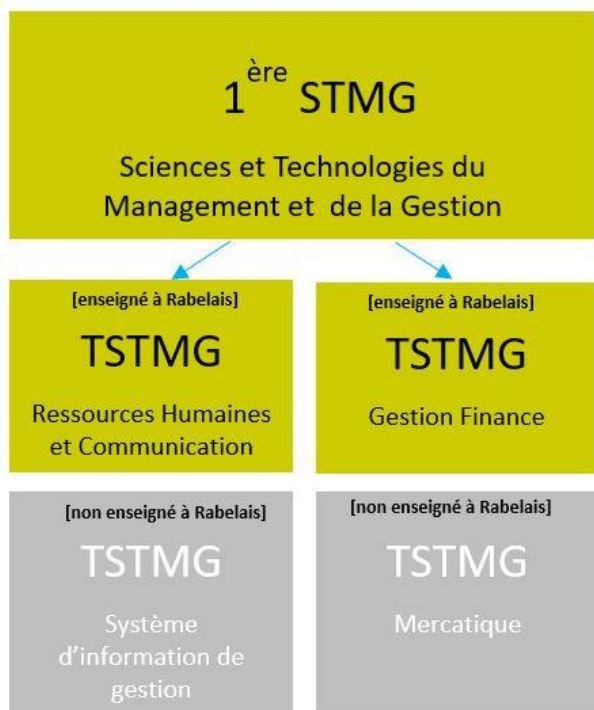 1ère STMG
Sciences et Technologies du
Management et de la Gestion
[enseigné à Rabelais]
TSTMG
Ressources Humaines
et Communication
[enseigné à Rabelais]
TSTMG
Gestion Finance
[non enseigné à Rabelais]
TSTMG
Système
d'information de
gestion
[non enseigné à Rabelais]
TSTMG
Mercatique